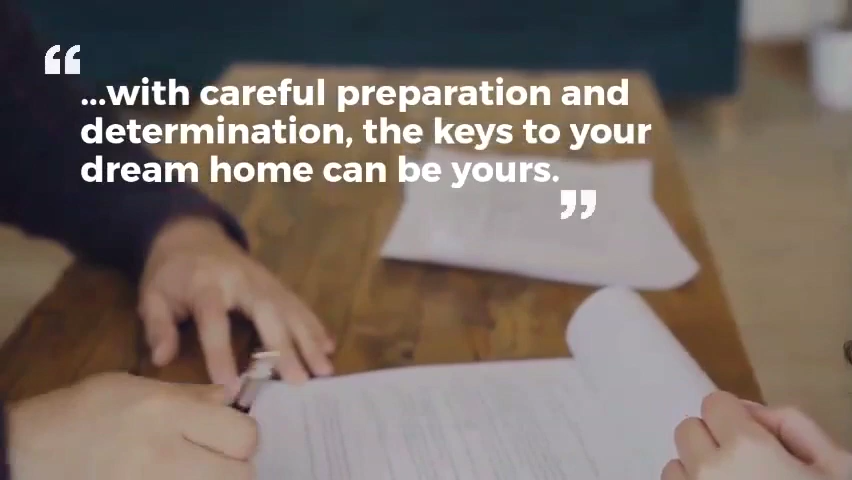 “
...with careful preparation and
determination, the keys to your
dream home can be yours.
”